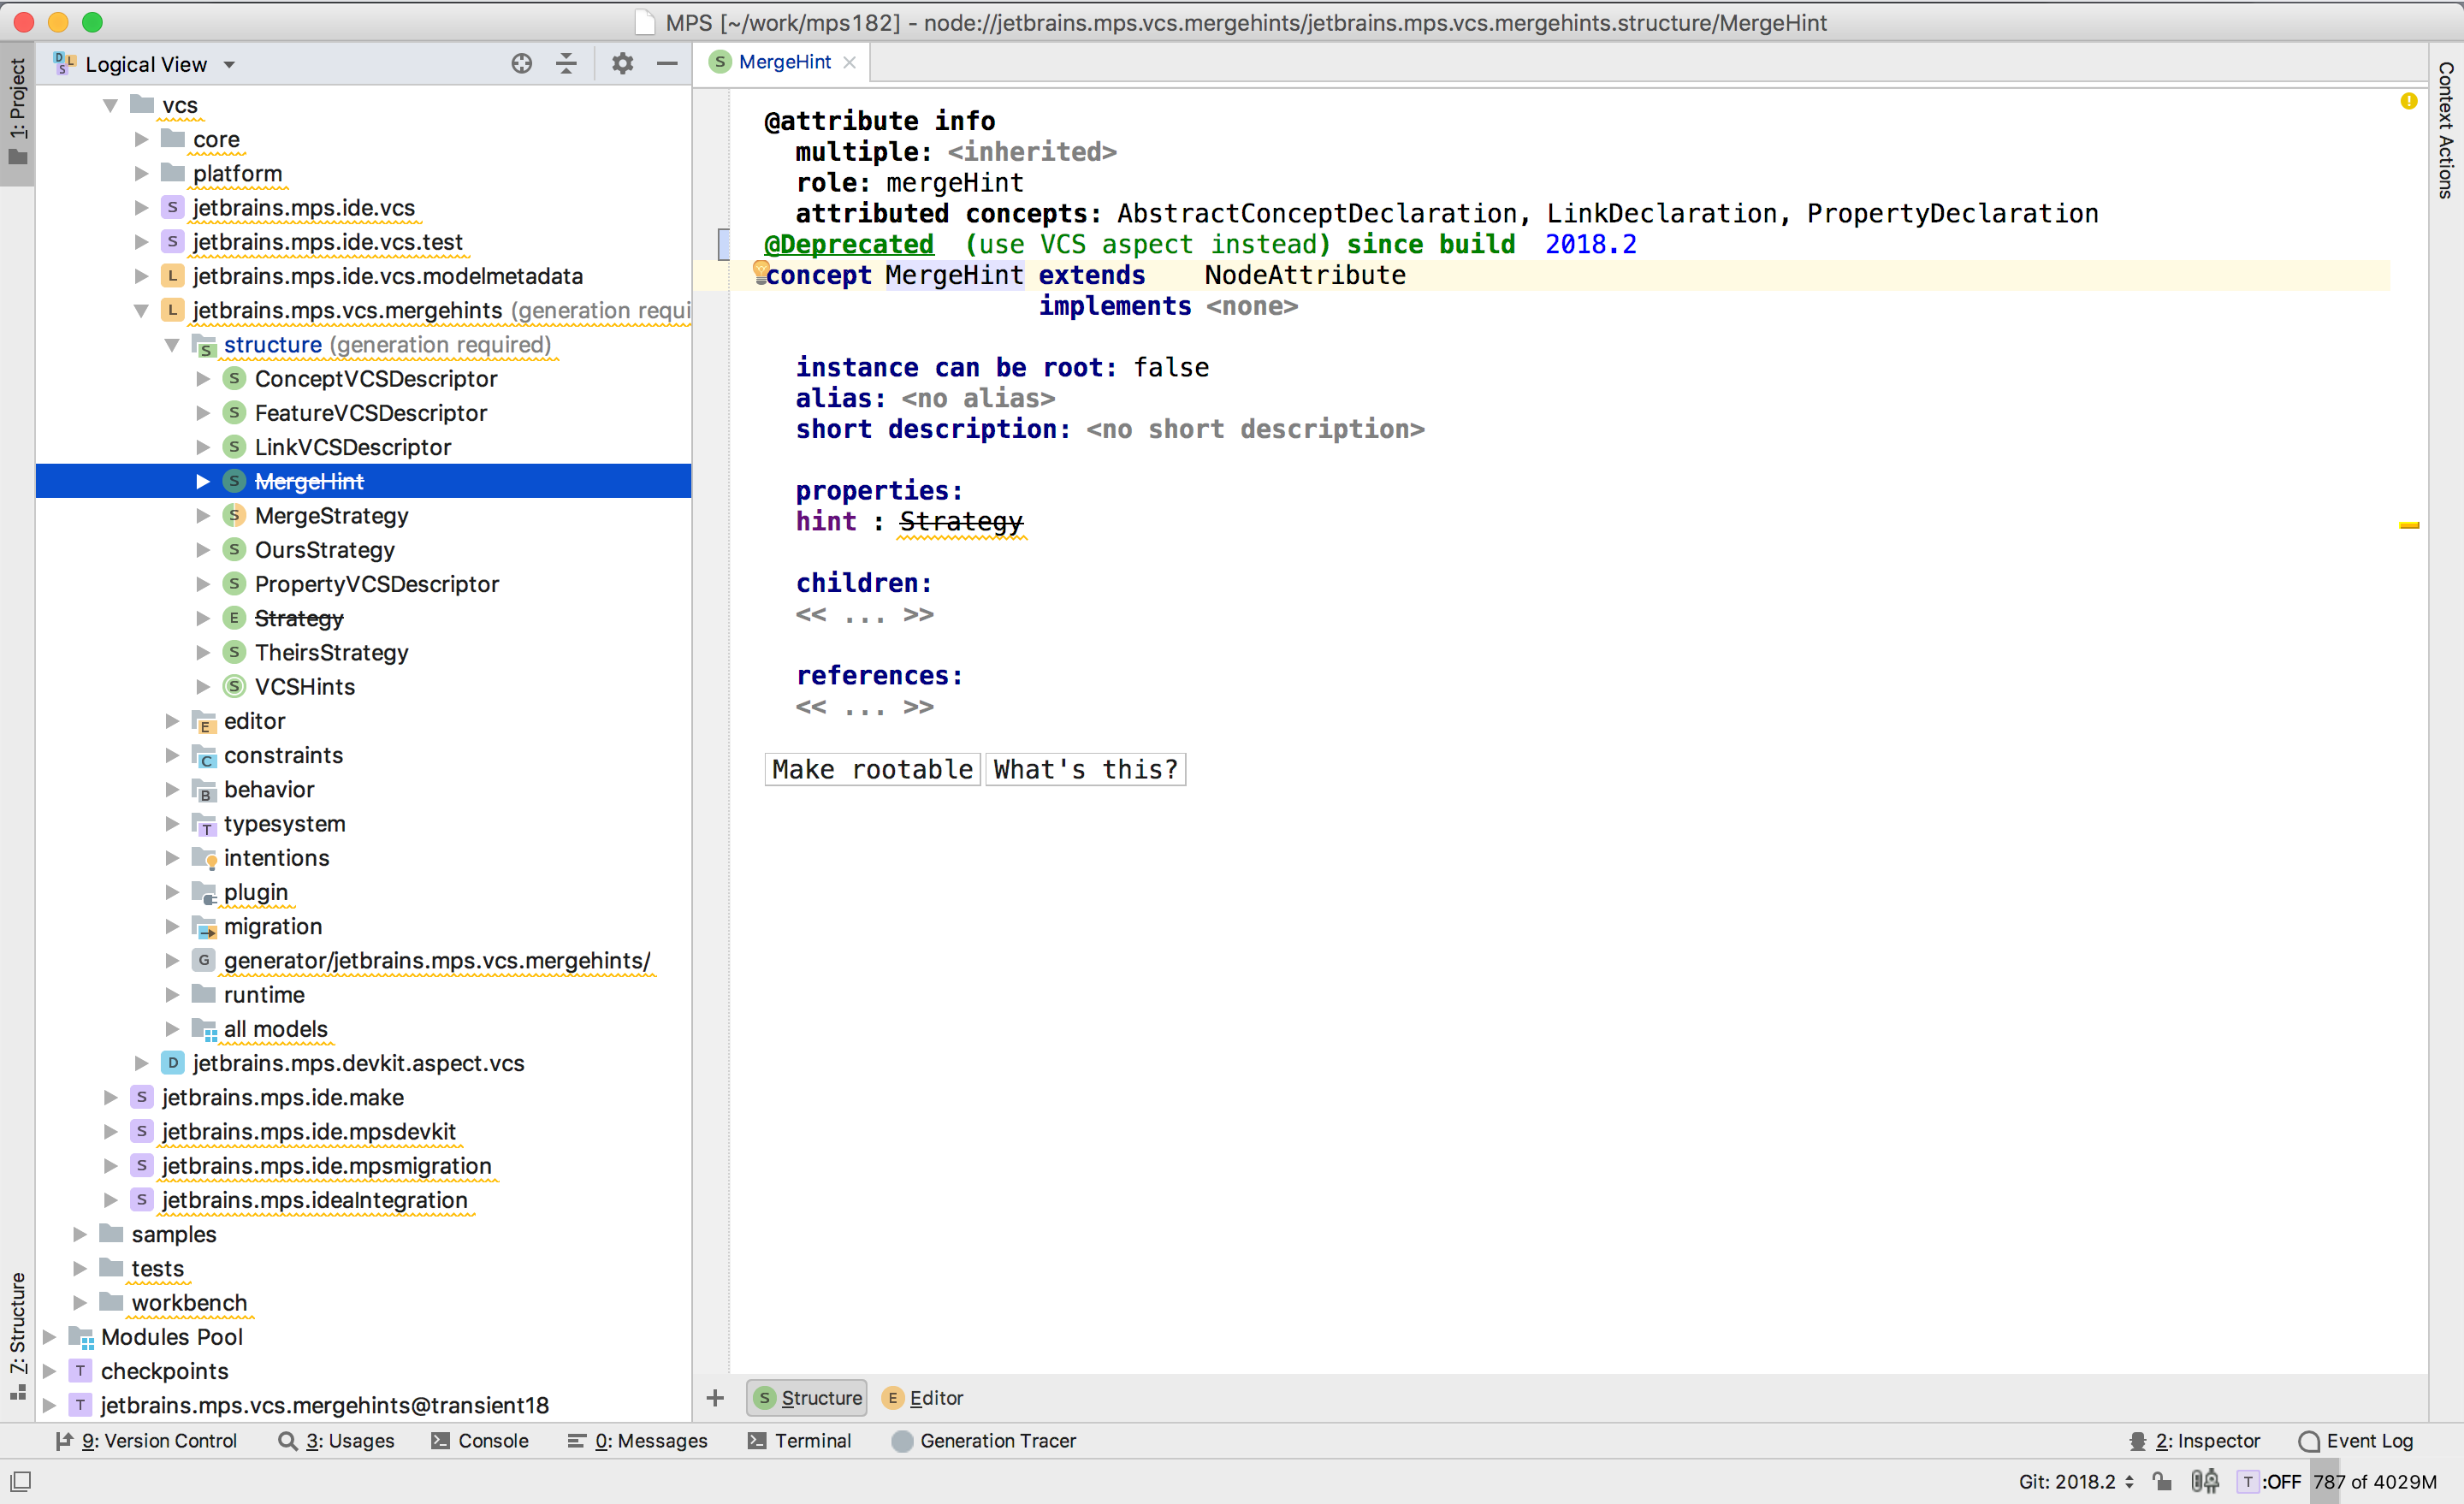 MPS [~/work/mps182] - node://jetbrains.mps.vcs.mergehints/jetbrains.mps.vcs.mergehints.structure/MergeHint
1: Project
7: Structure
Logical View
vcs
core
platform
S jetbrains.mps.ide.vcs
S jetbrains.mps.ide.vcs.test
L jetbrains.mps.ide.vcs.modelmetadata
L jetbrains.mps.vcs.mergehints (generation requi
S structure (generation required)
S ConceptVCSDescriptor
S FeatureVCSDescriptor
S LinkVCSDescriptor
S MergeHint
S MergeStrategy
S OursStrategy
S PropertyVCSDescriptor
E Strategy
S TheirsStrategy
S VCSHints
E editor
C constraints
B behavior
T typesystem
intentions
plugin
migration
G generator/jetbrains.mps.vcs.mergehints/
runtime
all models
D jetbrains.mps.devkit.aspect.vcs
S jetbrains.mps.ide.make
S jetbrains.mps.ide.mpsdevkit
S jetbrains.mps.ide.mpsmigration
S jetbrains.mps.ideaIntegration
samples
tests
workbench
Modules Pool
T checkpoints
T jetbrains.mps.vcs.mergehints@transient18
S MergeHint
@attribute info
multiple: <inherited>
role: mergeHint
attributed concepts: AbstractConceptDeclaration, LinkDeclaration, PropertyDeclaration
@Deprecated (use VCS aspect instead) since build 2018.2
concept MergeHint extends NodeAttribute
implements <none>
instance can be root: false
alias: <no alias>
short description: <no short description>
properties:
hint : Strategy
children:
<< ... >>
references:
<< ... >>
Make rootable What's this?
Context Actions
+ S Structure E Editor
9: Version Control 3: Usages Console 0: Messages Terminal Generation Tracer 2: Inspector Event Log
Git: 2018.2 T :OFF 787 of 4029M